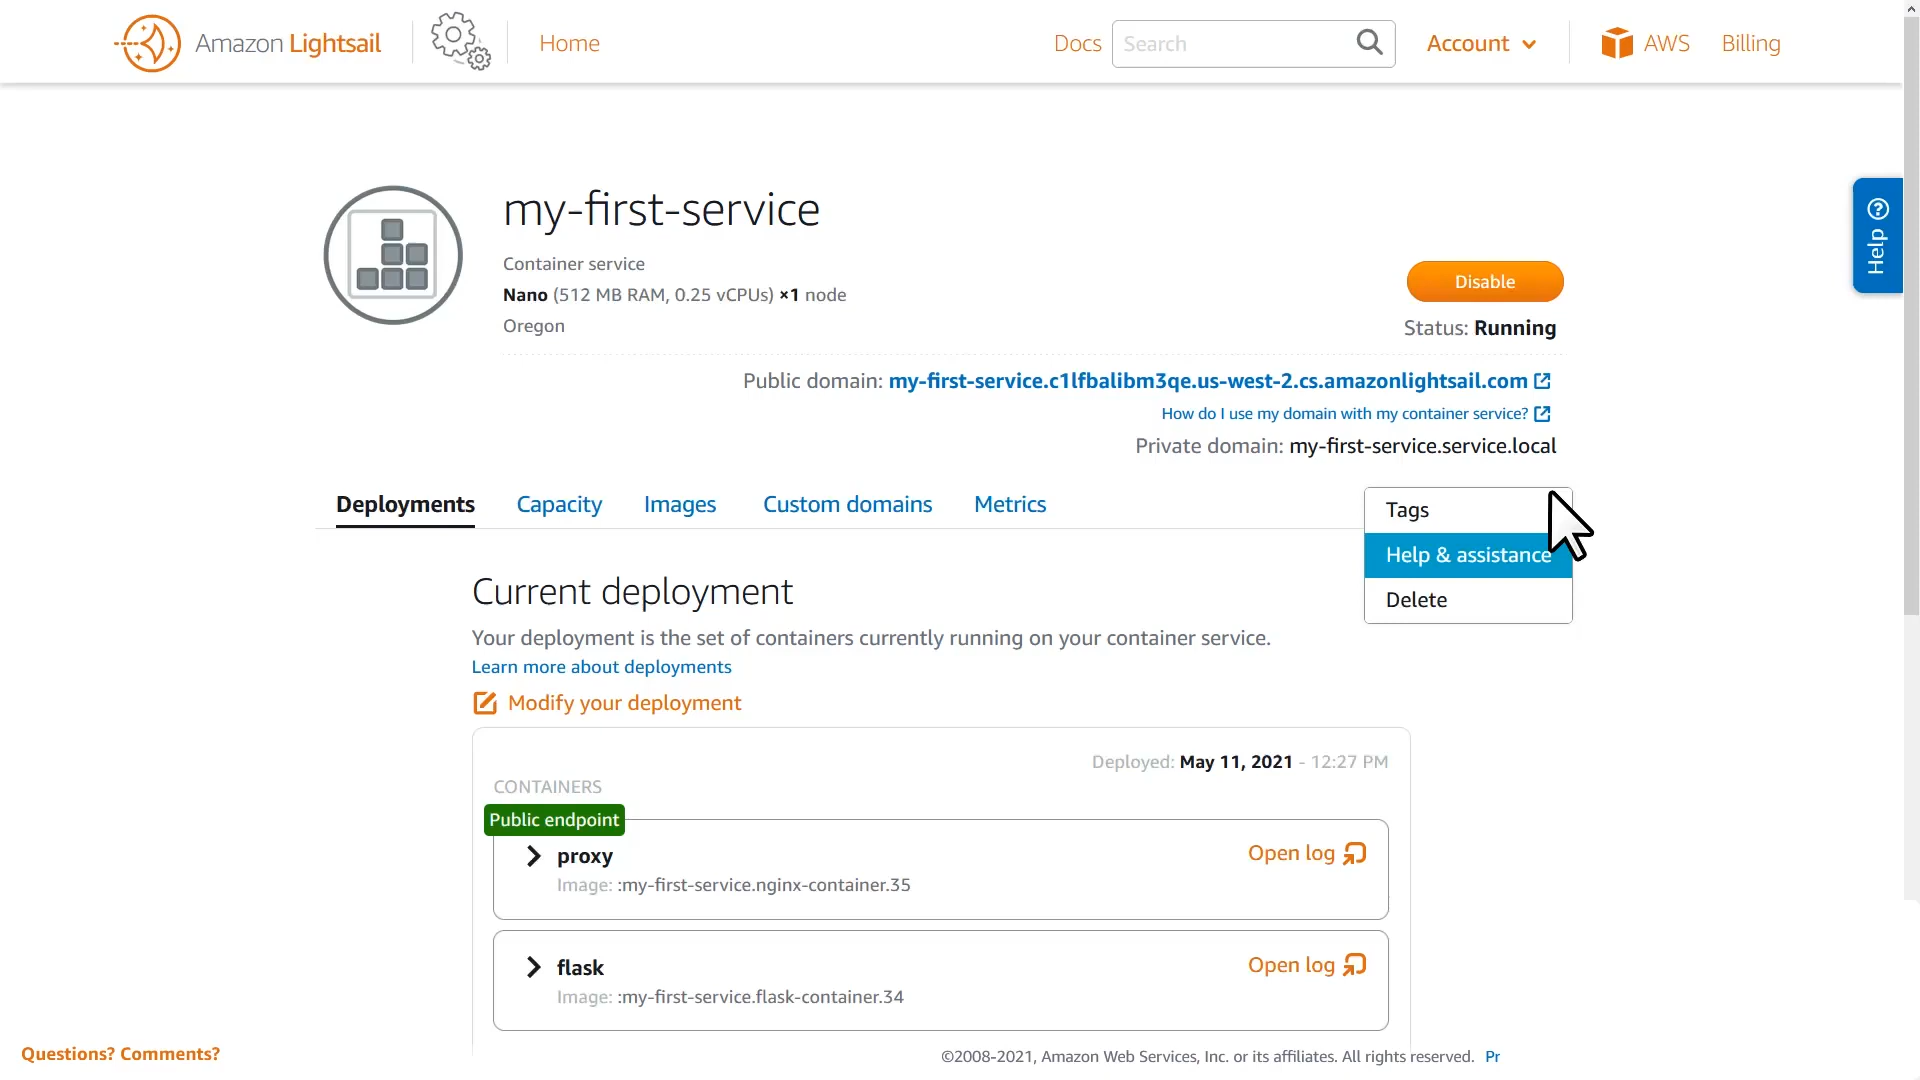 Amazon Lightsail
Home
Docs
Search
Account
AWS
Billing
Help
my-first-service
Container service
Nano (512 MB RAM, 0.25 vCPUs) ×1 node
Oregon
Disable
Status: Running
Public domain: my-first-service.c1lfbalibm3qe.us-west-2.cs.amazonlightsail.com
How do I use my domain with my container service?
Private domain: my-first-service.service.local
Deployments
Capacity
Images
Custom domains
Metrics
Tags
Help & assistance
Delete
Current deployment
Your deployment is the set of containers currently running on your container service.
Learn more about deployments
Modify your deployment
Deployed: May 11, 2021 - 12:27 PM
CONTAINERS
Public endpoint
proxy
Open log
Image: :my-first-service.nginx-container.35
flask
Open log
Image: :my-first-service.flask-container.34
Questions? Comments?
©2008-2021, Amazon Web Services, Inc. or its affiliates. All rights reserved. Pr